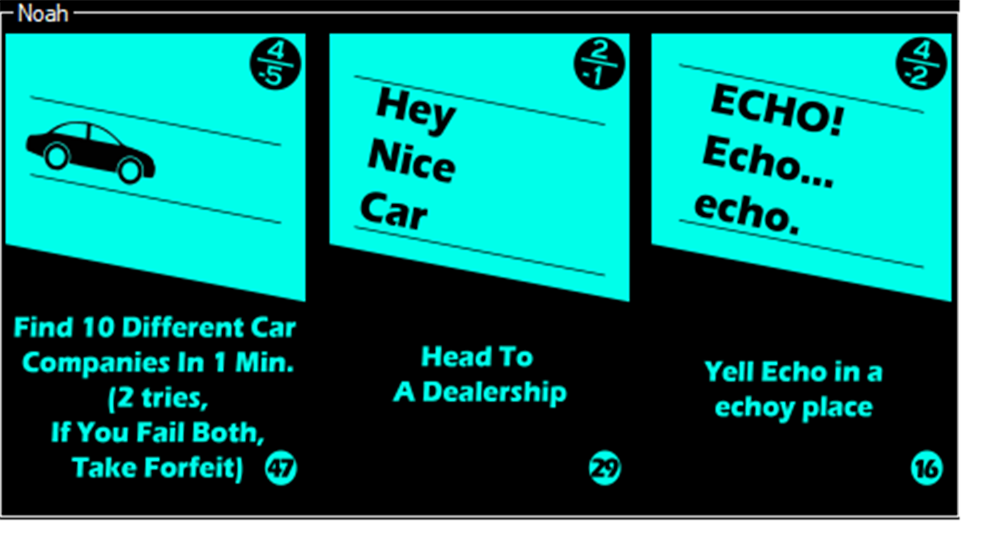 Noah
4
-5
Find 10 Different Car
Companies In 1 Min.
(2 tries,
If You Fail Both,
Take Forfeit)
47
2
-1
Hey
Nice
Car
Head To
A Dealership
29
4
-2
ECHO!
Echo...
echo.
Yell Echo in a
echoy place
16